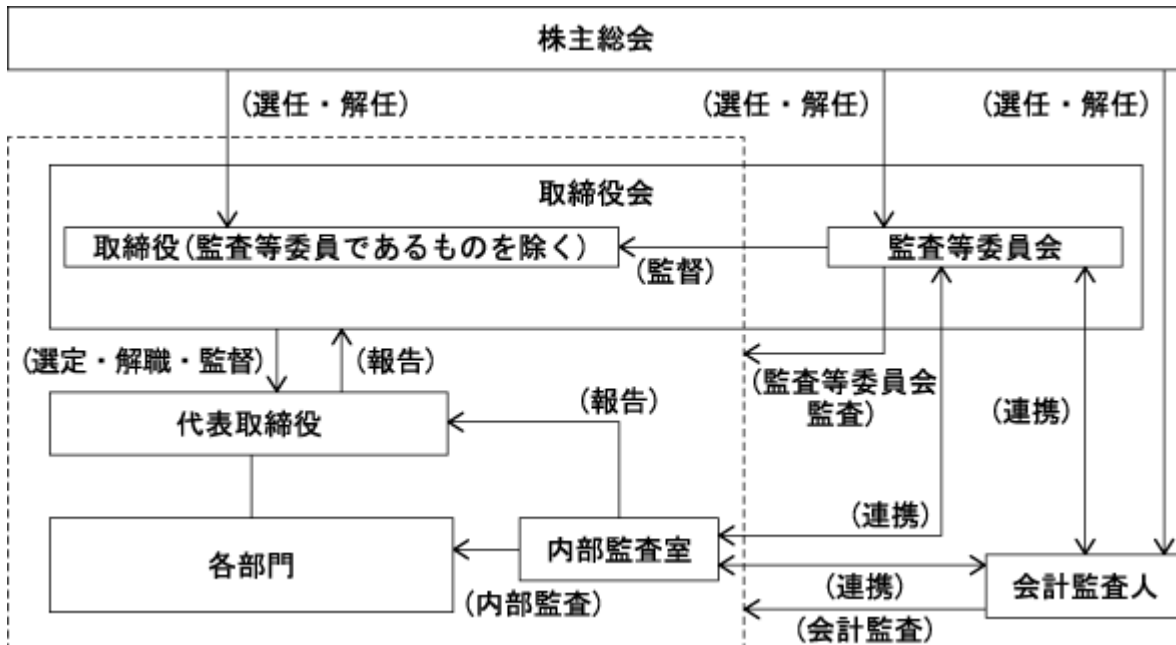 株主総会
(選任・解任)
(選任・解任)
(選任・解任)
取締役会
取締役(監査等委員であるものを除く)
監査等委員会
(監督)
(選定・解職・監督)
(報告)
(監査等委員会
監査)
(報告)
(連携)
代表取締役
(連携)
内部監査室
各部門
会計監査人
(連携)
(内部監査)
(会計監査)